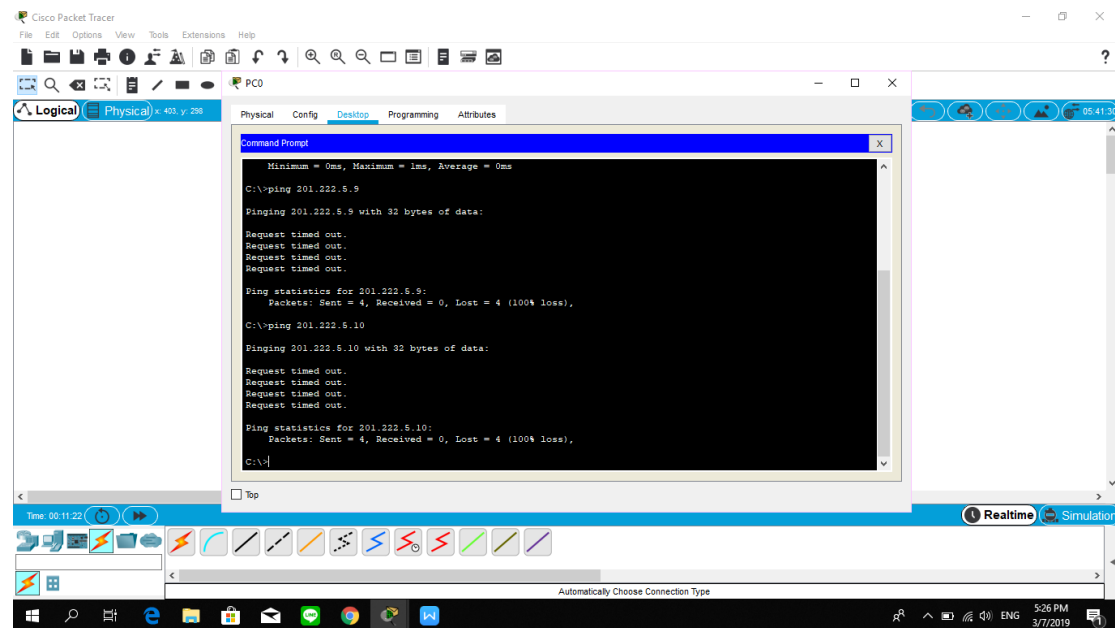 Cisco Packet Tracer
File Edit Options View Tools Extensions Help
?
PC0
Logical Physical x: 403, y: 298
05:41:30
Physical Config Desktop Programming Attributes
Command Prompt
X
Minimum = 0ms, Maximum = 1ms, Average = 0ms
C:\>ping 201.222.5.9
Pinging 201.222.5.9 with 32 bytes of data:
Request timed out.
Request timed out.
Request timed out.
Request timed out.
Ping statistics for 201.222.5.9:
Packets: Sent = 4, Received = 0, Lost = 4 (100% loss),
C:\>ping 201.222.5.10
Pinging 201.222.5.10 with 32 bytes of data:
Request timed out.
Request timed out.
Request timed out.
Request timed out.
Ping statistics for 201.222.5.10:
Packets: Sent = 4, Received = 0, Lost = 4 (100% loss),
C:\>
Top
Time: 00:11:22
Realtime Simulation
Automatically Choose Connection Type
ENG
5:26 PM
3/7/2019